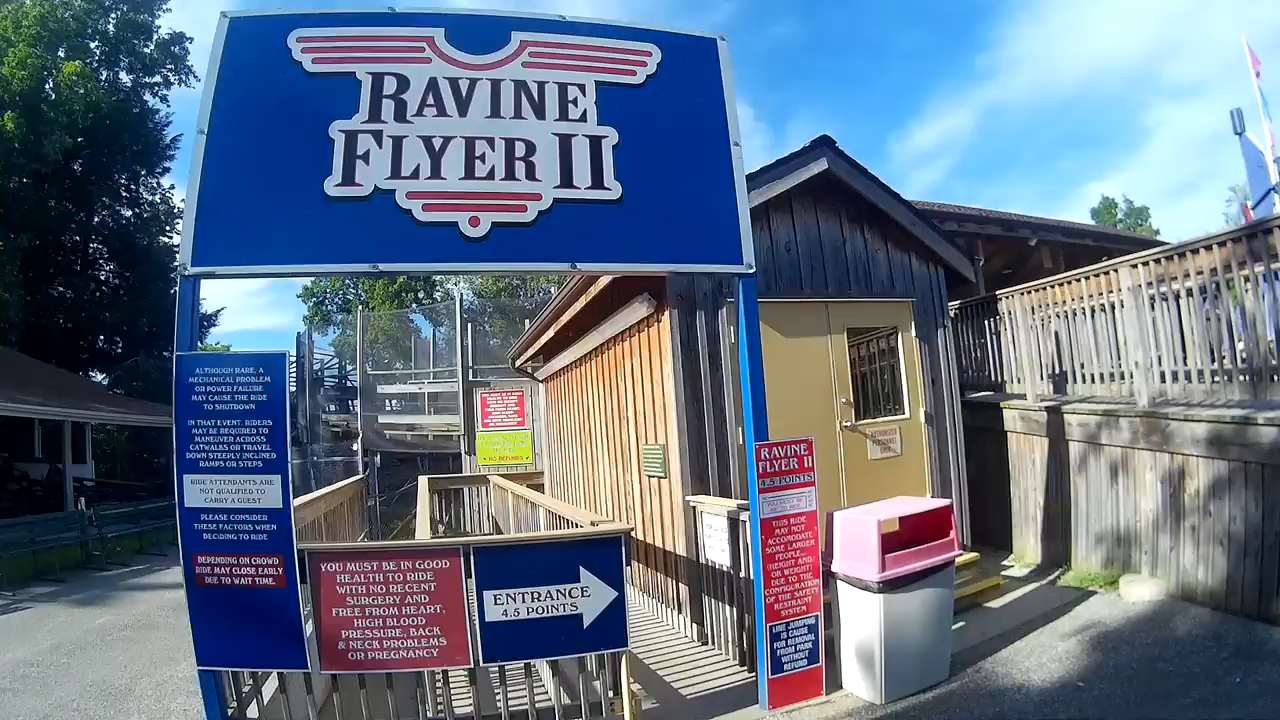 RAVINE
FLYER II
ALTHOUGH RARE, A
MECHANICAL PROBLEM
OR POWER FAILURE
MAY CAUSE THE RIDE
TO SHUTDOWN
IN THAT EVENT, RIDERS
MAY BE REQUIRED TO
MANEUVER ACROSS
CATWALKS OR TRAVEL
DOWN STEEPLY INCLINED
RAMPS OR STEPS
RIDE ATTENDANTS ARE
NOT QUALIFIED TO
CARRY A GUEST
PLEASE CONSIDER
THESE FACTORS WHEN
DECIDING TO RIDE
DEPENDING ON CROWD
RIDE MAY CLOSE EARLY
DUE TO WAIT TIME.
YOU MUST BE IN GOOD
HEALTH TO RIDE
WITH NO RECENT
SURGERY AND
FREE FROM HEART,
HIGH BLOOD
PRESSURE, BACK
& NECK PROBLEMS
OR PREGNANCY
ENTRANCE
4.5 POINTS
NO REFUNDS
RAVINE
FLYER II
4.5 POINTS
THIS RIDE
MAY NOT
ACCOMODATE
SOME LARGER
PEOPLE...
(HEIGHT AND
OR WEIGHT)
DUE TO THE
CONFIGURATION
OF THE SAFETY
RESTRAINT
SYSTEM
LINE JUMPING
IS CAUSE
FOR REMOVAL
FROM PARK
WITHOUT
REFUND
AUTHORIZED
PERSONNEL
ONLY